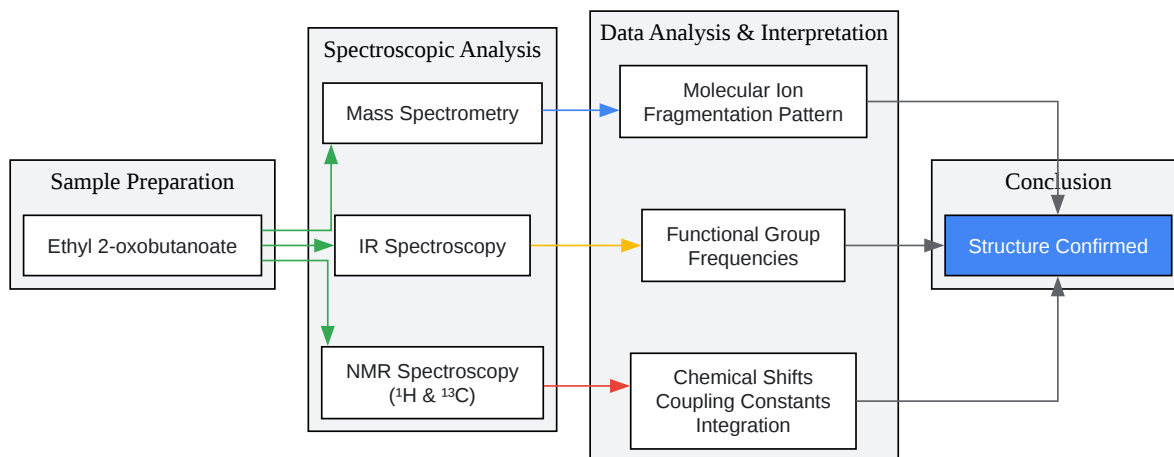 Sample Preparation
Ethyl 2-oxobutanoate
Spectroscopic Analysis
Mass Spectrometry
IR Spectroscopy
NMR Spectroscopy
(¹H & ¹³C)
Data Analysis & Interpretation
Molecular Ion
Fragmentation Pattern
Functional Group
Frequencies
Chemical Shifts
Coupling Constants
Integration
Conclusion
Structure Confirmed